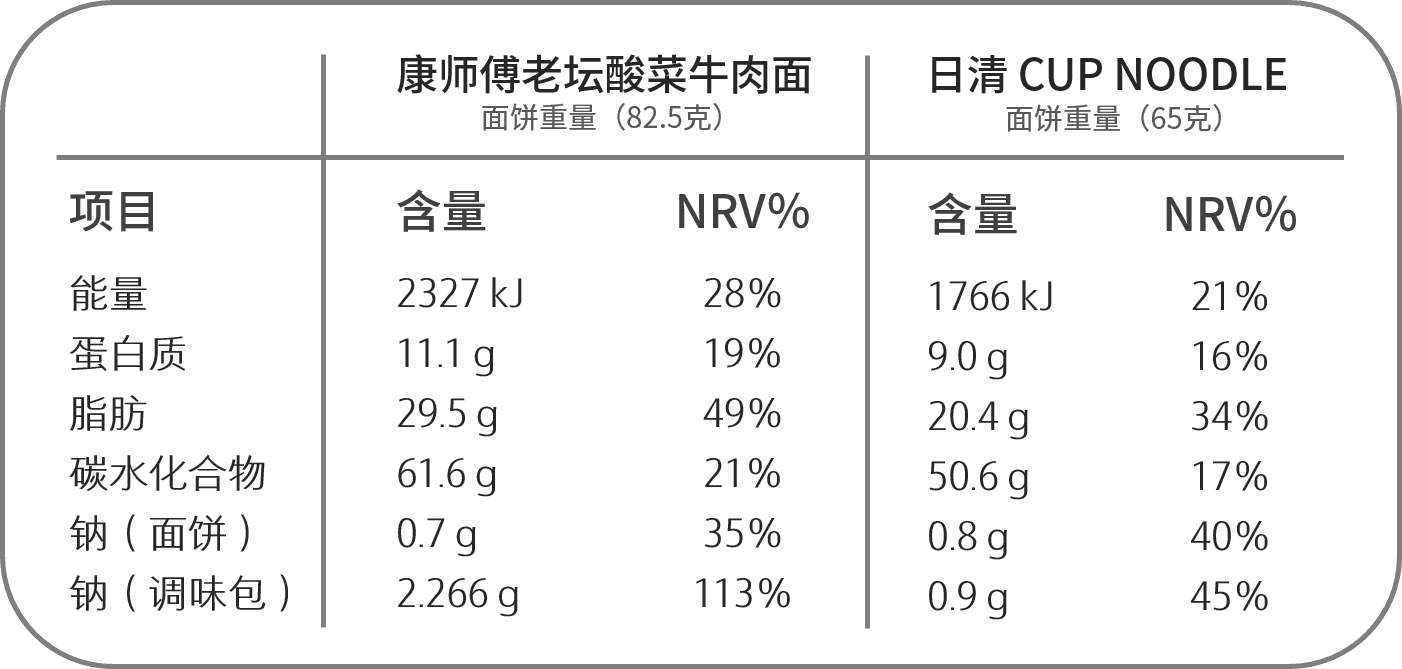 康师傅老坛酸菜牛肉面 日清 CUP NOODLE
面饼重量（82.5克） 面饼重量（65克）
项目 含量 NRV% 含量 NRV%
能量 2327 kJ 28% 1766 kJ 21%
蛋白质 11.1 g 19% 9.0 g 16%
脂肪 29.5 g 49% 20.4 g 34%
碳水化合物 61.6 g 21% 50.6 g 17%
钠（面饼） 0.7 g 35% 0.8 g 40%
钠（调味包） 2.266 g 113% 0.9 g 45%